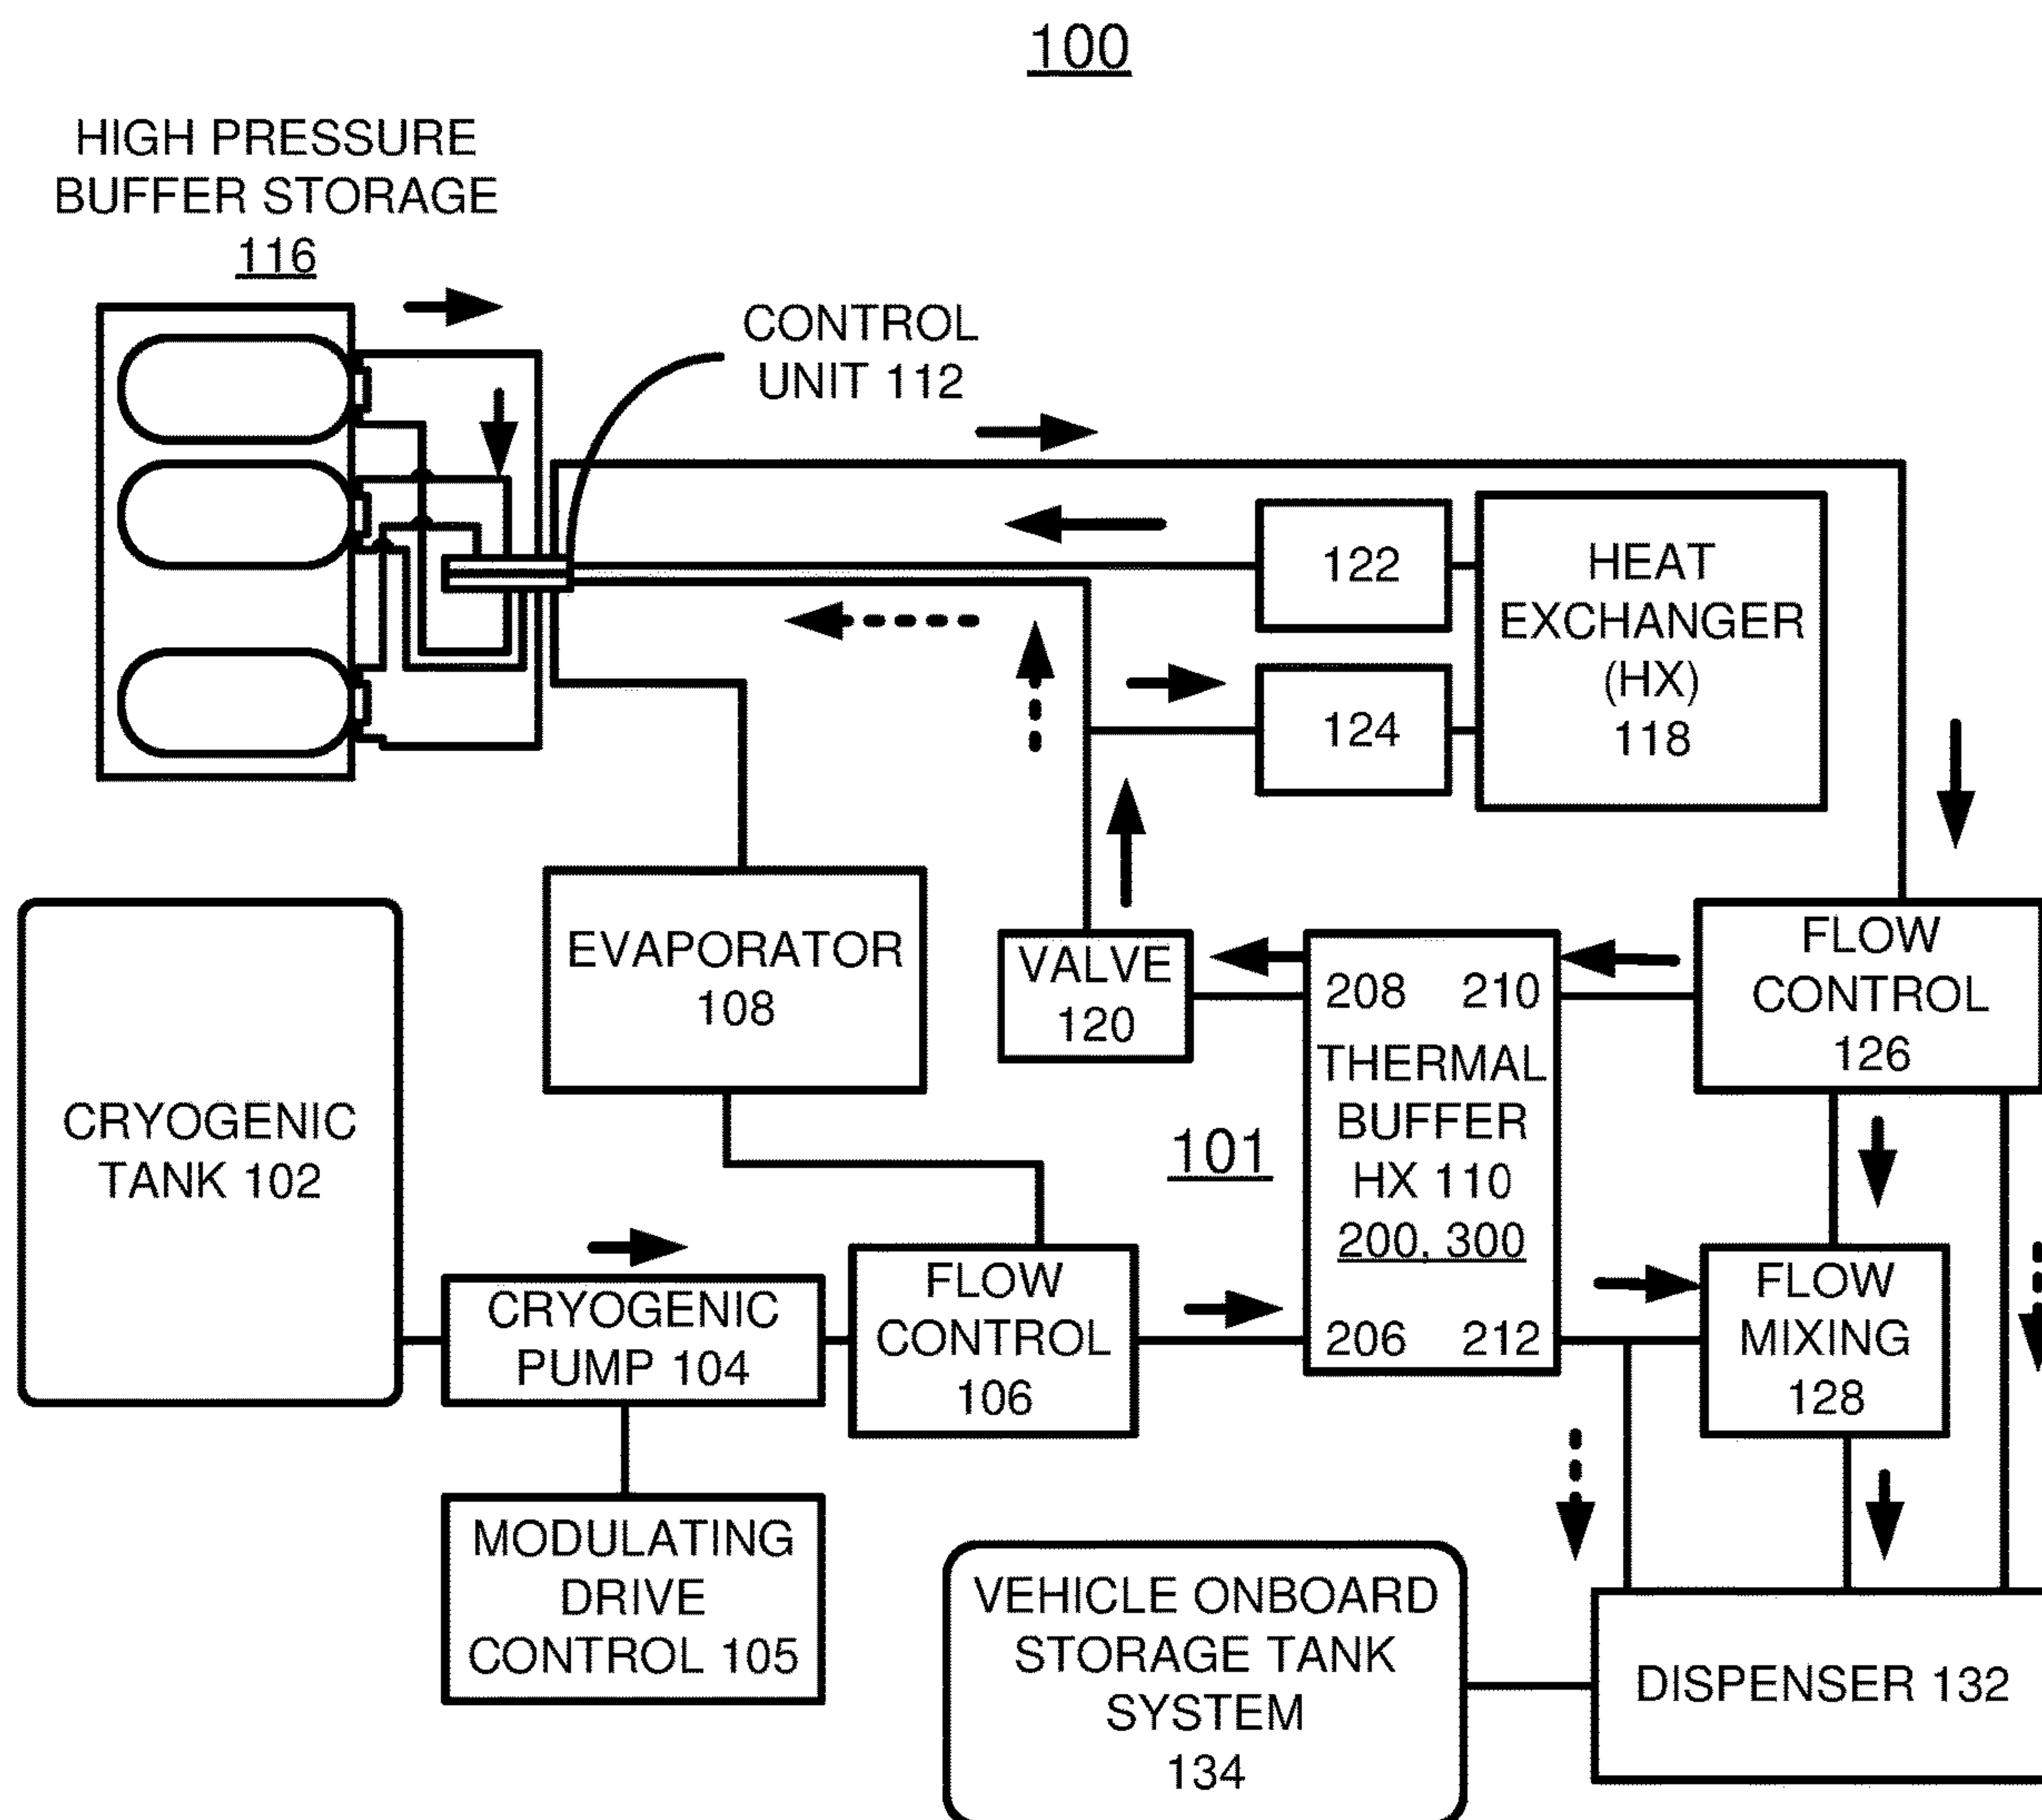 100
HIGH PRESSURE
BUFFER STORAGE
116
CONTROL
UNIT 112
122
HEAT
EXCHANGER
(HX)
118
124
EVAPORATOR
108
VALVE
120
208 210
THERMAL
BUFFER
HX 110
200, 300
206 212
FLOW
CONTROL
126
CRYOGENIC
TANK 102
101
CRYOGENIC
PUMP 104
FLOW
CONTROL
106
FLOW
MIXING
128
MODULATING
DRIVE
CONTROL 105
VEHICLE ONBOARD
STORAGE TANK
SYSTEM
134
DISPENSER 132